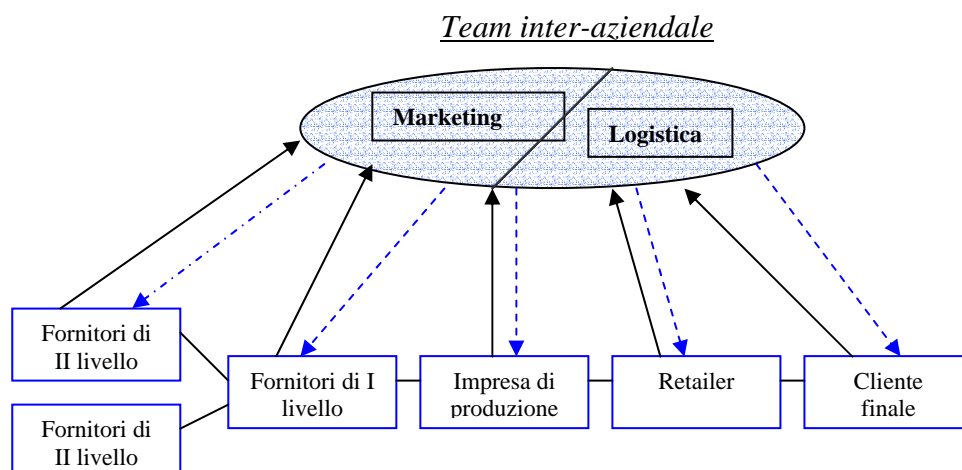 Team inter-aziendale
Marketing
Logistica
Fornitori di
II livello
Fornitori di I
livello
Impresa di
produzione
Retailer
Cliente
finale
Fornitori di
II livello